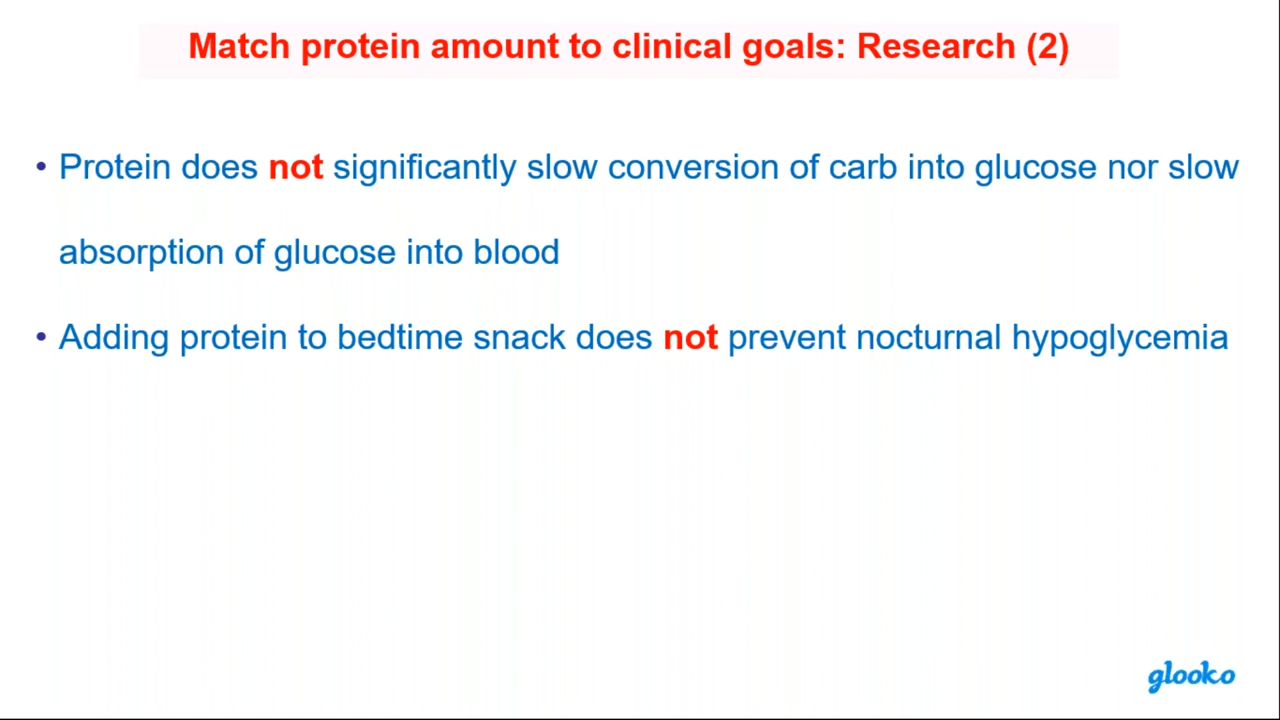 Match protein amount to clinical goals: Research (2)
• Protein does not significantly slow conversion of carb into glucose nor slow
absorption of glucose into blood
• Adding protein to bedtime snack does not prevent nocturnal hypoglycemia
glooko